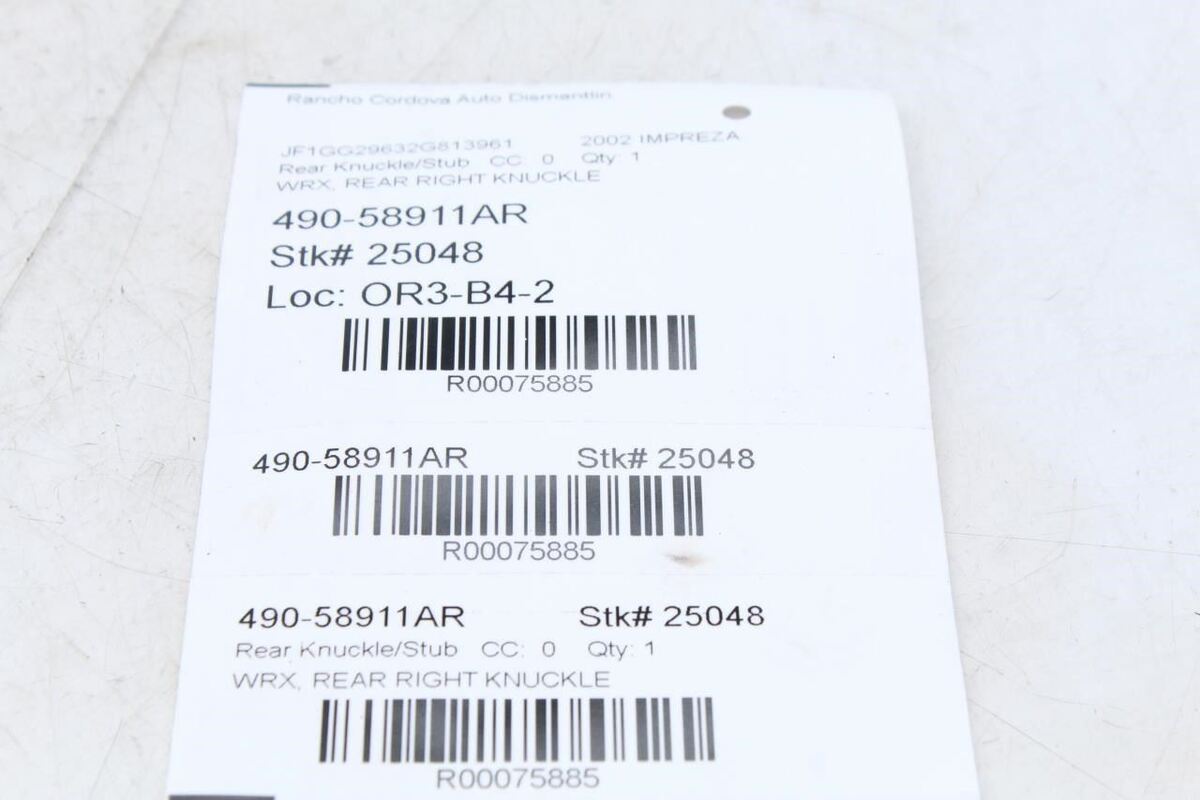 Rancho Cordova Auto Dismantlin
JF1GG29632G813961 2002 IMPREZA
Rear Knuckle/Stub CC: 0 Qty: 1
WRX, REAR RIGHT KNUCKLE
490-58911AR
Stk# 25048
Loc: OR3-B4-2
R00075885
490-58911AR Stk# 25048
R00075885
490-58911AR Stk# 25048
Rear Knuckle/Stub CC: 0 Qty: 1
WRX, REAR RIGHT KNUCKLE
R00075885